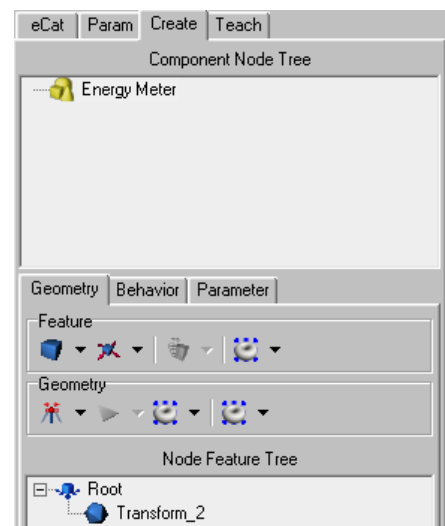 eCat Param Create Teach
Component Node Tree
Energy Meter
Geometry Behavior Parameter
Feature
Geometry
Node Feature Tree
Root
Transform_2